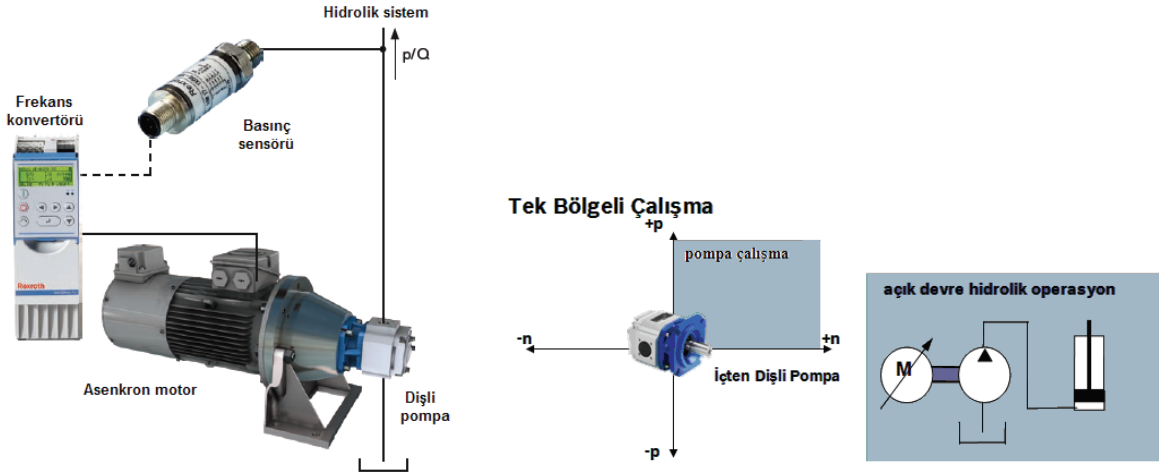 Hidrolik sistem
p/Q
Frekans
konvertörü
Basınç
sensörü
Rexroth
Asenkron motor
Dişli
pompa
Tek Bölgeli Çalışma
+p
pompa çalışma
-n
+n
İçten Dişli Pompa
-p
açık devre hidrolik operasyon
M